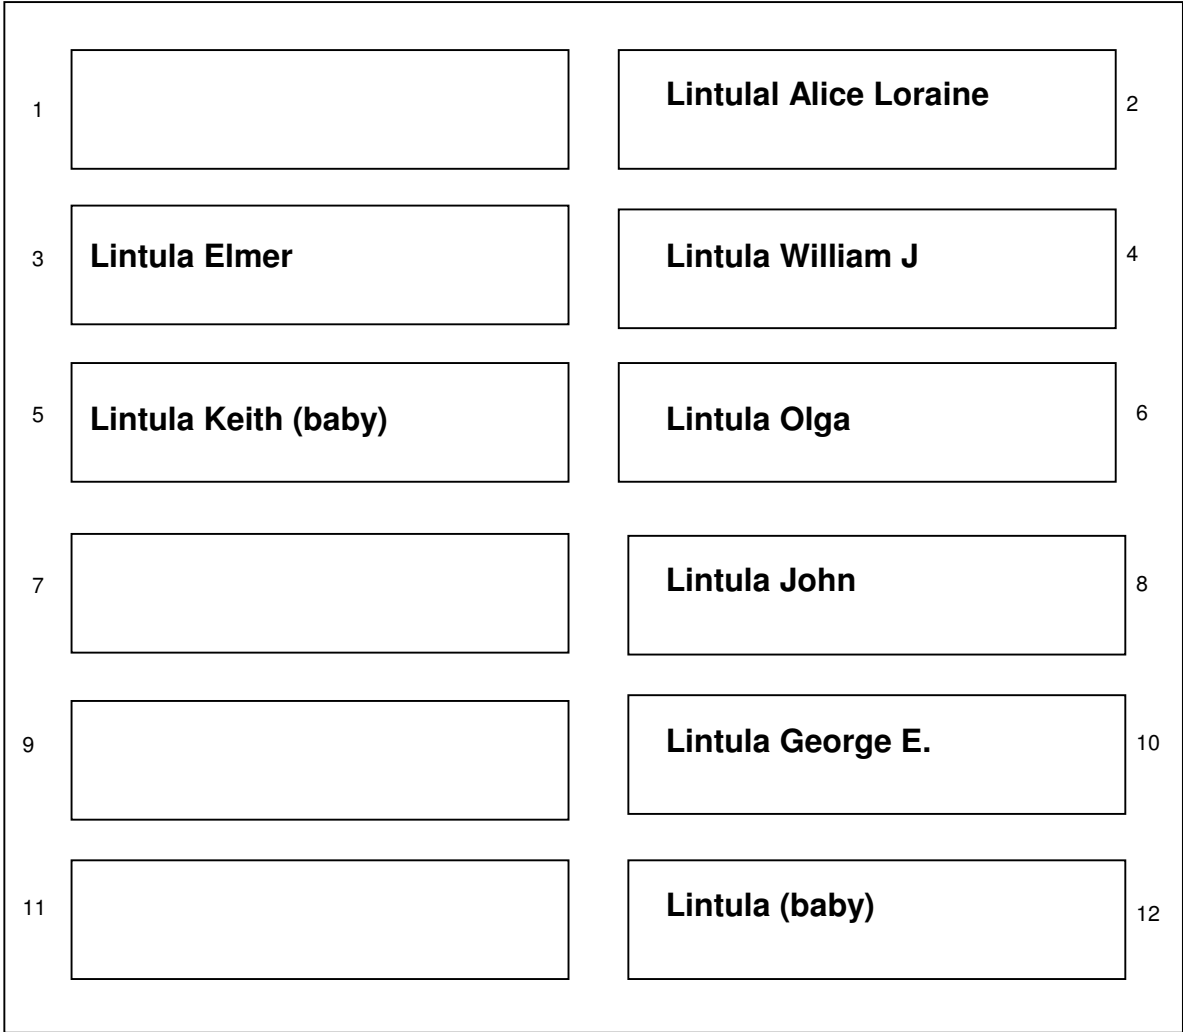 1
Lintulal Alice Loraine 2
3 Lintula Elmer Lintula William J 4
5 Lintula Keith (baby) Lintula Olga 6
7 Lintula John 8
9 Lintula George E. 10
11 Lintula (baby) 12